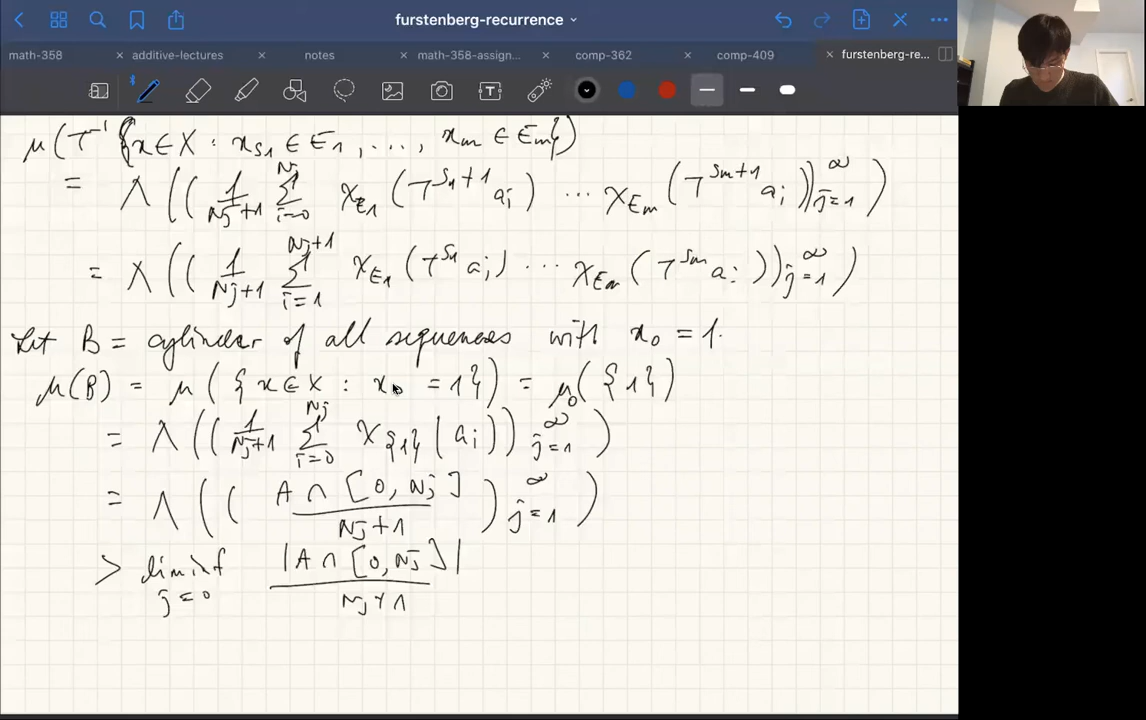 furstenberg-recurrence
math-358 × additive-lectures × notes × math-358-assign... × comp-362 × comp-409 × furstenberg-re...
μ(T⁻¹{x∈X : x_{s_1} ∈ E_1, ..., x_m ∈ E_m})
= Λ((1/(N_j+1) Σ_{i=0}^{N_j} χ_{E_1}(T^{s_1+1} a_i) ... χ_{E_m}(T^{s_m+1} a_i))_{j=1}^∞)
= Λ((1/(N_j+1) Σ_{i=1}^{N_j+1} χ_{E_1}(T^{s_1} a_i) ... χ_{E_m}(T^{s_m} a_i))_{j=1}^∞)
Let B = cylinder of all sequences with x_0 = 1.
μ(B) = μ({x∈X : x_0 = 1}) = μ_0({1})
= Λ((1/(N_j+1) Σ_{i=0}^{N_j} χ_{{1}}(a_i))_{j=1}^∞)
= Λ((A ∩ [0, N_j] / (N_j+1))_{j=1}^∞)
> liminf_{j=0} |A ∩ [0, N_j]| / (N_j+1)